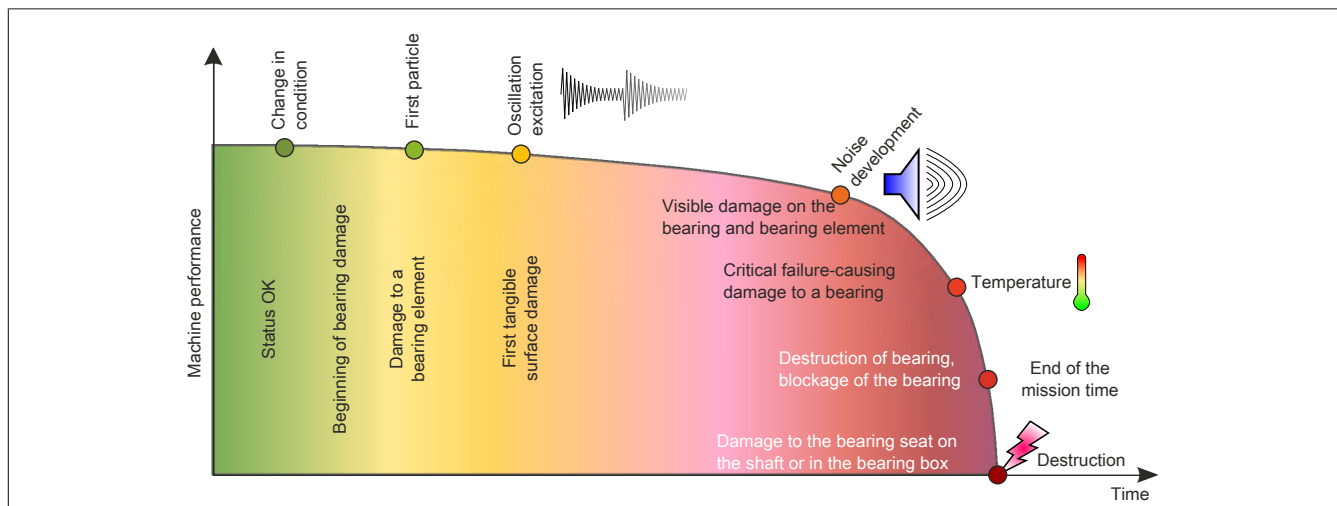 Change in
condition
First particle
Oscillation
excitation
Noise
development
Machine performance
Status OK
Beginning of bearing damage
Damage to a
bearing element
First tangible
surface damage
Visible damage on the
bearing and bearing element
Critical failure-causing
damage to a bearing
Temperature
Destruction of bearing,
blockage of the bearing
End of the
mission time
Damage to the bearing seat on
the shaft or in the bearing box
Destruction
Time